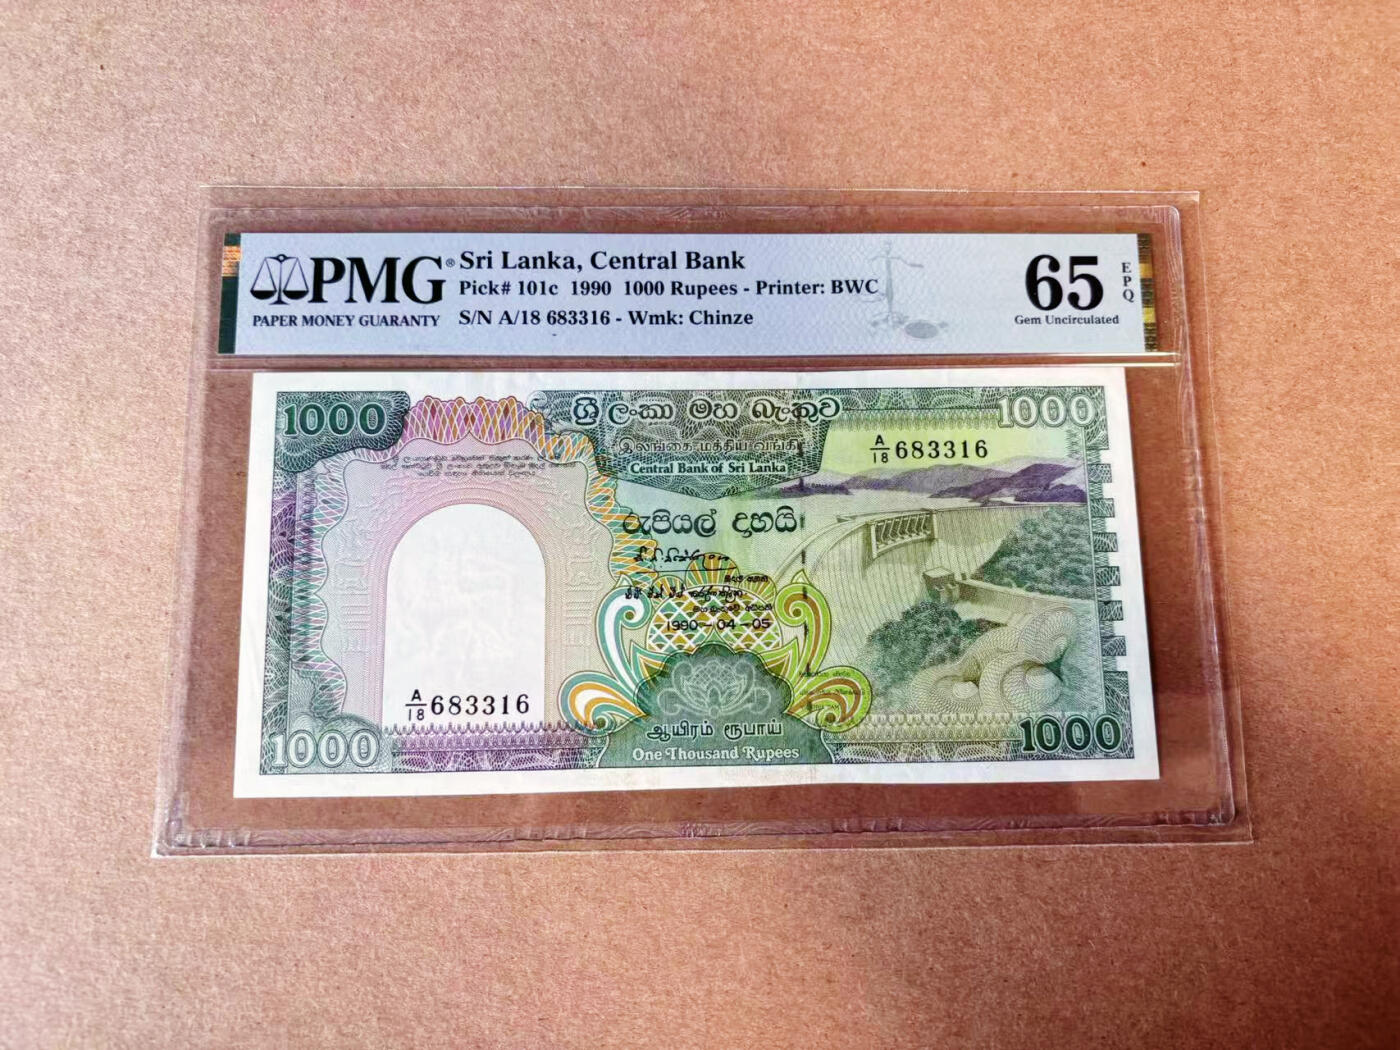 PMG® Sri Lanka, Central Bank
Pick# 101c 1990 1000 Rupees - Printer: BWC
PAPER MONEY GUARANTY S/N A/18 683316 - Wmk: Chinze
65 EPQ
Gem Uncirculated
1000 ශ්‍රී ලංකා මහ බැංකුව 1000
இலங்கை மத்திய வங்கி
Central Bank of Sri Lanka
A/18 683316
රුපියල් දාහයි
1990-04-05
A/18 683316
ஆயிரம் ரூபாய்
One Thousand Rupees
1000 1000